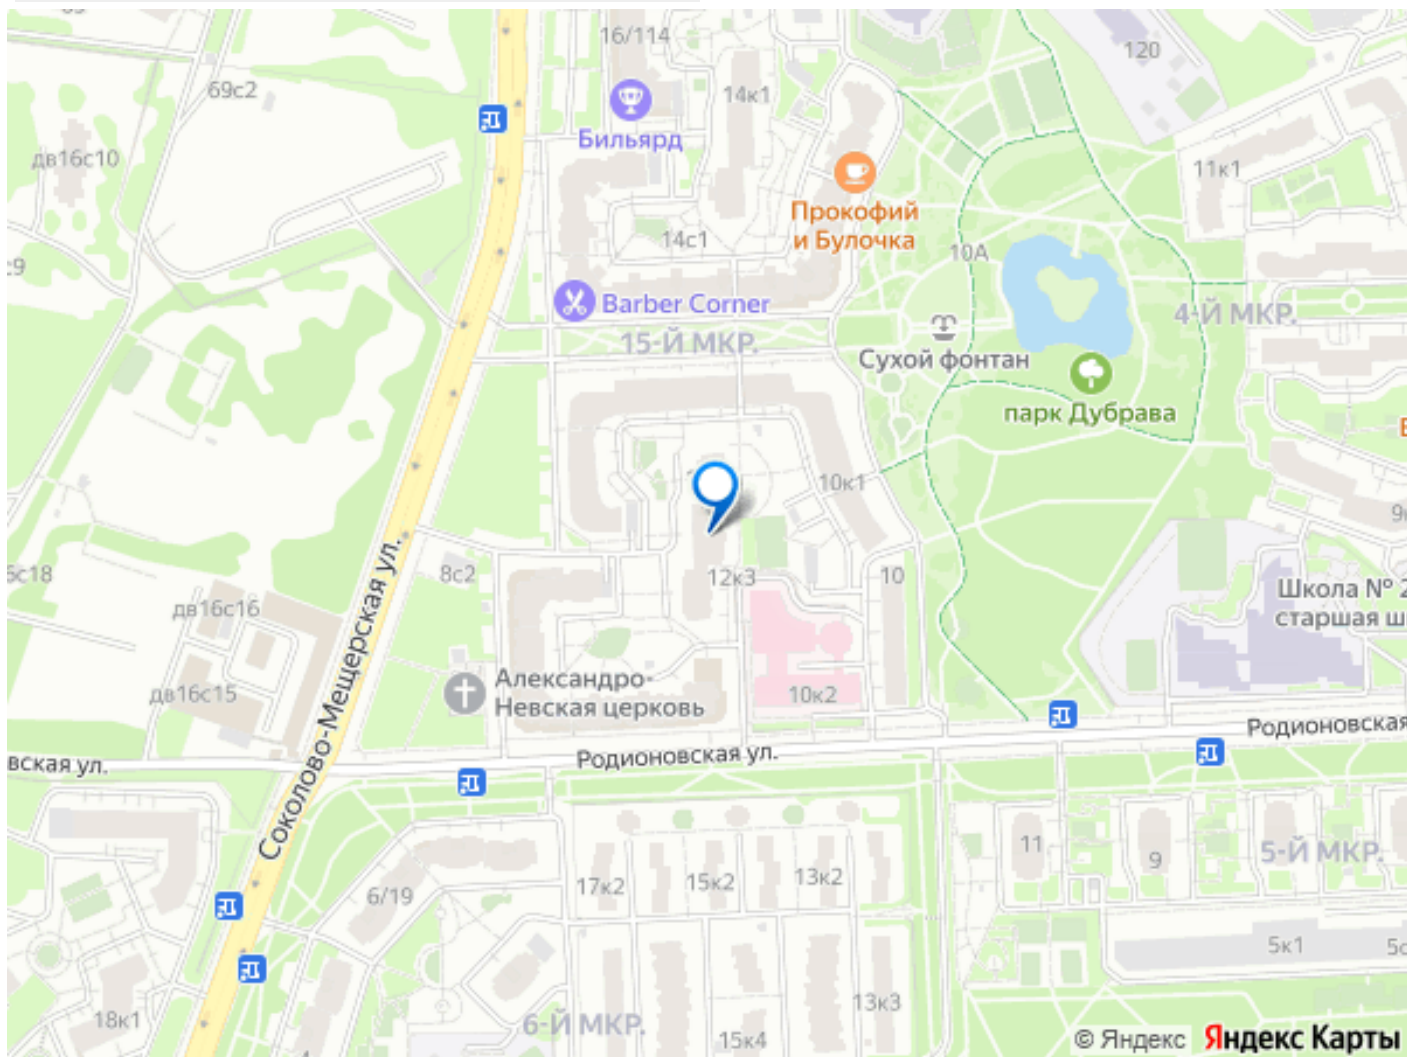 16/114
120
69с2
14к1
Бильярд
дв16с10
11к1
Прокофий
и Булочка
14с1
10А
с9
Barber Corner
4-Й МКР.
15-Й МКР.
Сухой фонтан
парк Дубрава
10к1
12к3
10
8с2
6с18
Школа № 2
старшая ш
дв16с16
Соколово-Мещерская ул.
Александро-
Невская церковь
дв16с15
10к2
Родионовская
Родионовская ул.
вская ул.
11
9
5-Й МКР.
17к2
15к2
13к2
6/19
5к1
13к3
18к1
6-Й МКР.
15к4
© Яндекс Яндекс Карты